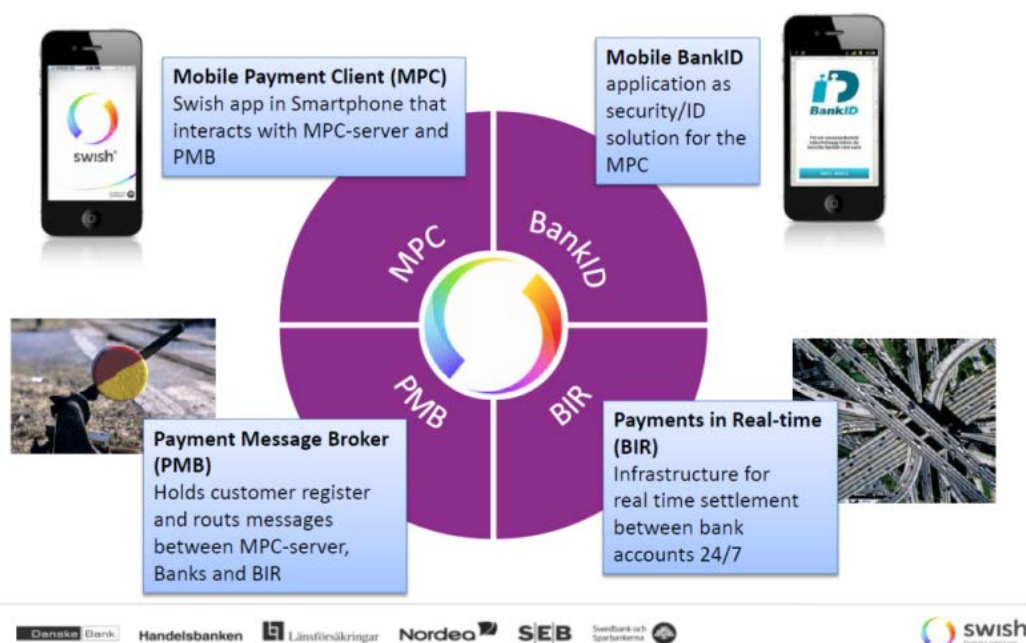 swish
Mobile Payment Client (MPC)
Swish app in Smartphone that
interacts with MPC-server and
PMB
Mobile BankID
application as
security/ID
solution for the
MPC
BankID
MPC
BankID
PMB
BIR
Payment Message Broker
(PMB)
Holds customer register
and routs messages
between MPC-server,
Banks and BIR
Payments in Real-time
(BIR)
Infrastructure for
real time settlement
between bank
accounts 24/7
Danske Bank
Handelsbanken
Länsförsäkringar
Nordea
SEB
Swedbank och
Sparbankerna
swish